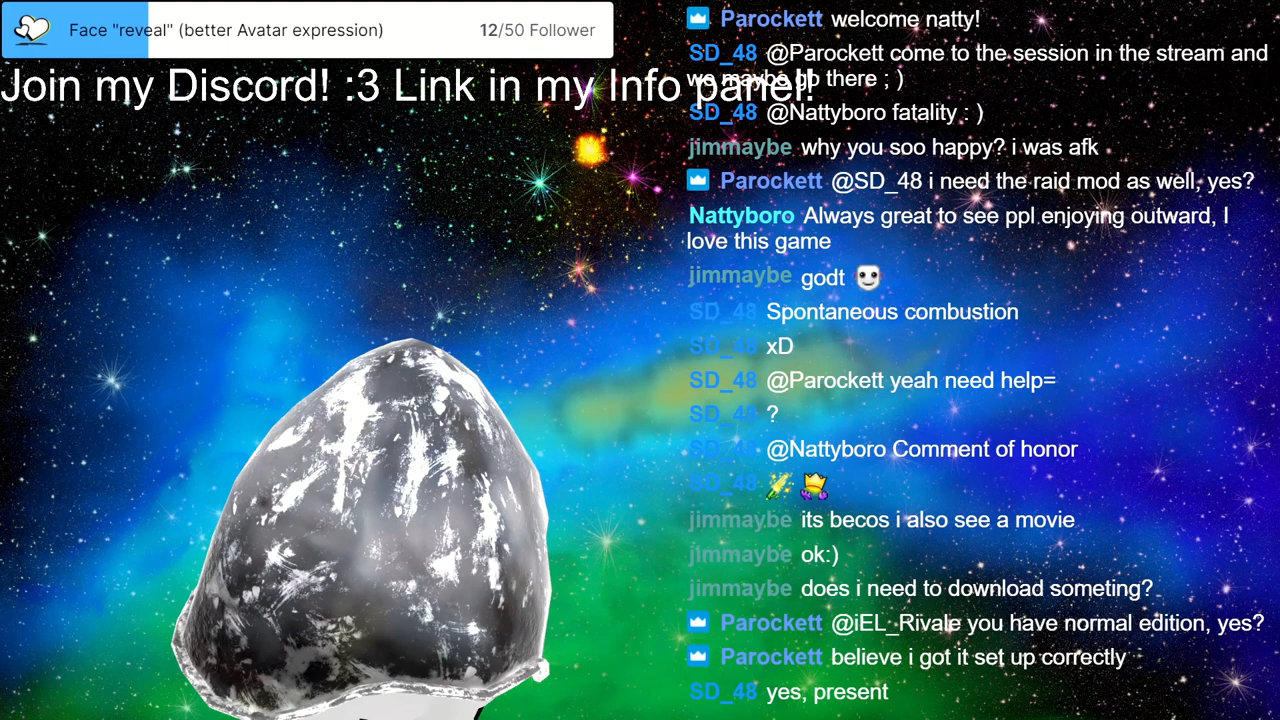 Face "reveal" (better Avatar expression) 12/50 Follower
Join my Discord! :3 Link in my Info panel!
Parockett welcome natty!
SD_48 @Parockett come to the session in the stream and
we maybe go there ; )
SD_48 @Nattyboro fatality : )
jimmaybe why you soo happy? i was afk
Parockett @SD_48 i need the raid mod as well, yes?
Nattyboro Always great to see ppl enjoying outward, I
love this game
jimmaybe godt
SD_48 Spontaneous combustion
SD_48 xD
SD_48 @Parockett yeah need help=
SD_48 ?
SD_48 @Nattyboro Comment of honor
SD_48
jimmaybe its becos i also see a movie
jimmaybe ok:)
jimmaybe does i need to download someting?
Parockett @iEL_Rivale you have normal edition, yes?
Parockett believe i got it set up correctly
SD_48 yes, present